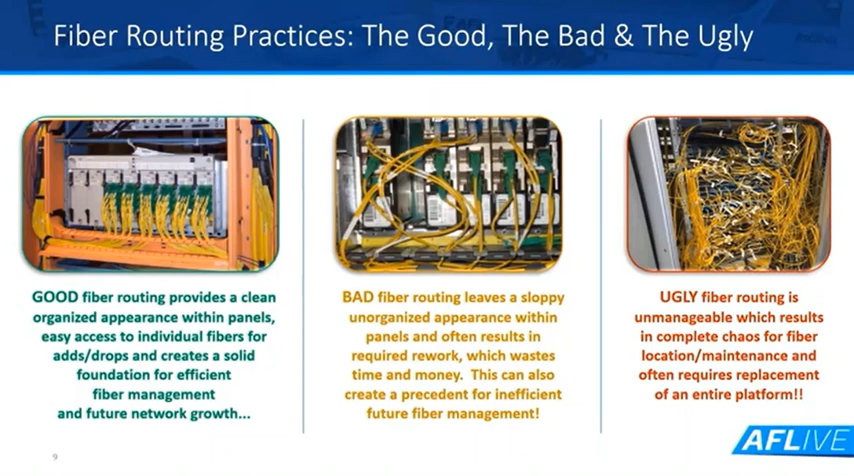 Fiber Routing Practices: The Good, The Bad & The Ugly
GOOD fiber routing provides a clean
organized appearance within panels,
easy access to individual fibers for
adds/drops and creates a solid
foundation for efficient
fiber management
and future network growth...
BAD fiber routing leaves a sloppy
unorganized appearance within
panels and often results in
required rework, which wastes
time and money. This can also
create a precedent for inefficient
future fiber management!
UGLY fiber routing is
unmanageable which results
in complete chaos for fiber
location/maintenance and
often requires replacement
of an entire platform!!
9
AFLIVE